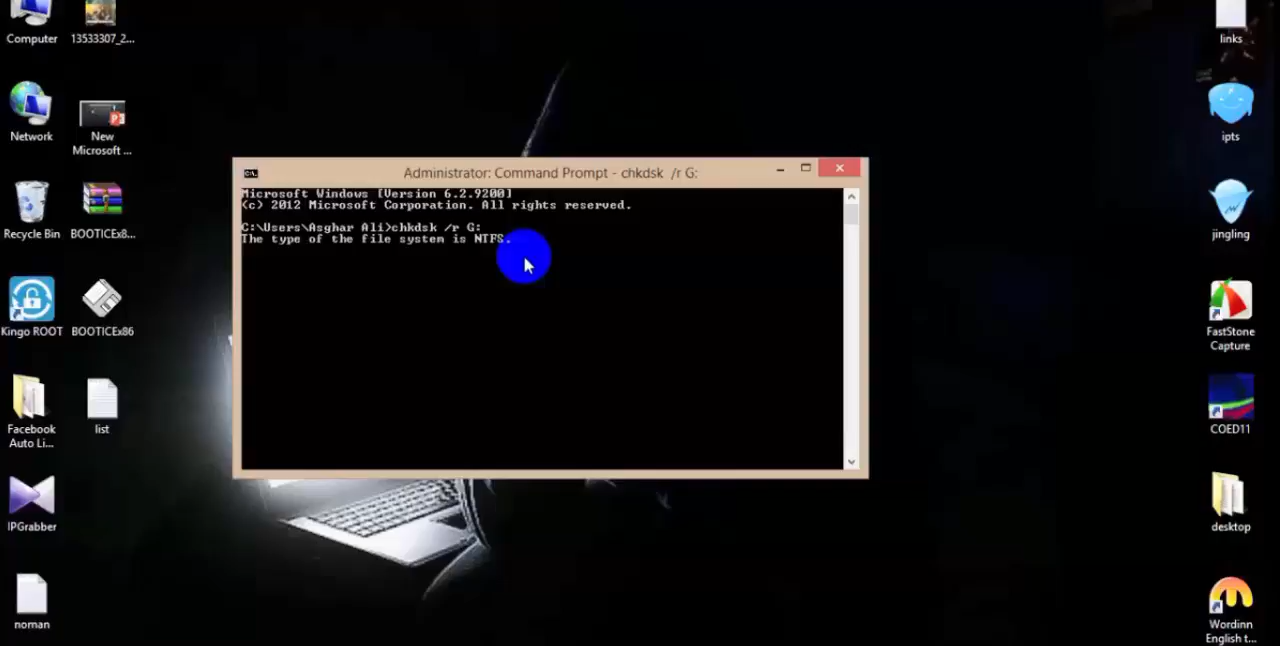 Computer
13533307_2...
links
Network
New
Microsoft ...
ipts
Administrator: Command Prompt - chkdsk  /r G:
Microsoft Windows [Version 6.2.9200]
(c) 2012 Microsoft Corporation. All rights reserved.
C:\Users\Asghar Ali>chkdsk /r G:
The type of the file system is NTFS.
Recycle Bin
BOOTICEx8...
jingling
Kingo ROOT
BOOTICEx86
FastStone
Capture
Facebook
Auto Li...
list
COED11
IPGrabber
desktop
noman
Wordinn
English t...